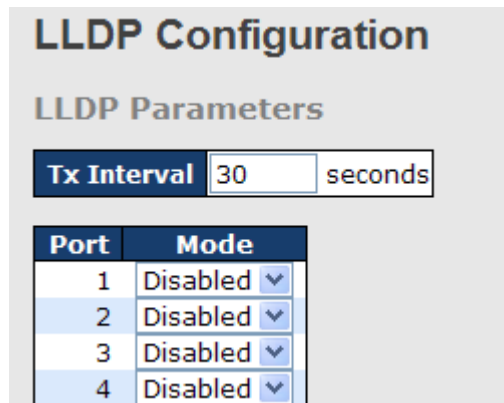 LLDP Configuration
LLDP Parameters
Tx Interval 30 seconds
Port Mode
1 Disabled
2 Disabled
3 Disabled
4 Disabled